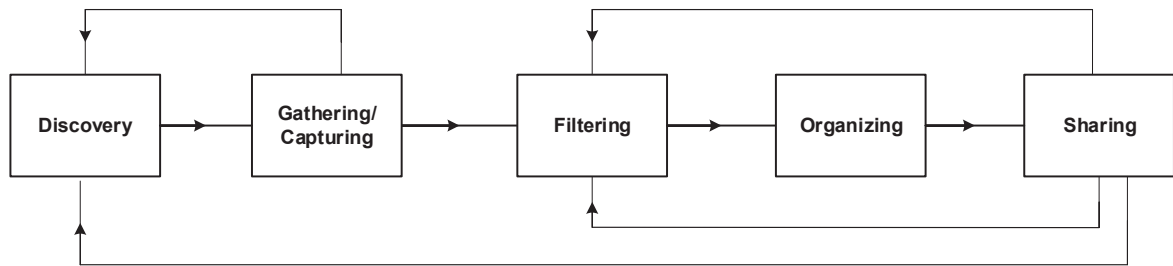 Discovery
Gathering/
Capturing
Filtering
Organizing
Sharing